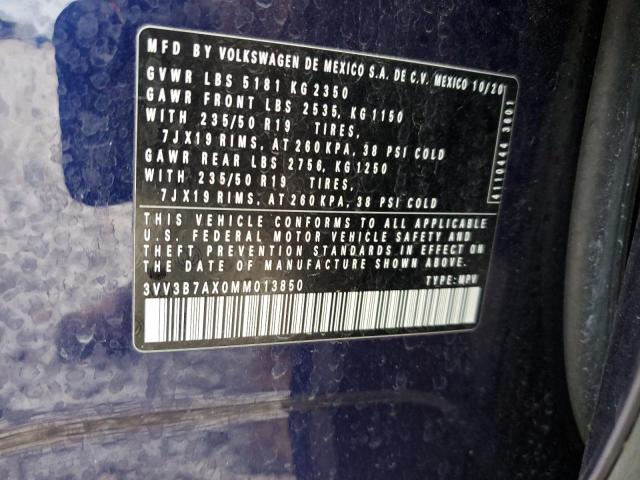 MFD BY VOLKSWAGEN DE MEXICO S.A. DE C.V. MEXICO 10/20
GVWR LBS 5181 KG 2350
GAWR FRONT LBS 2535, KG 1150
WITH 235/50 R19 TIRES,
7JX19 RIMS, AT 260 KPA, 38 PSI COLD
GAWR REAR LBS 2756, KG 1250
WITH 235/50 R19 TIRES,
7JX19 RIMS, AT 260 KPA, 38 PSI COLD
THIS VEHICLE CONFORMS TO ALL APPLICABLE
U.S. FEDERAL MOTOR VEHICLE SAFETY AND
THEFT PREVENTION STANDARDS IN EFFECT ON
THE DATE OF MANUFACTURE SHOWN ABOVE.
3VV3B7AX0MM013850 TYPE: MPV
4110444 3801